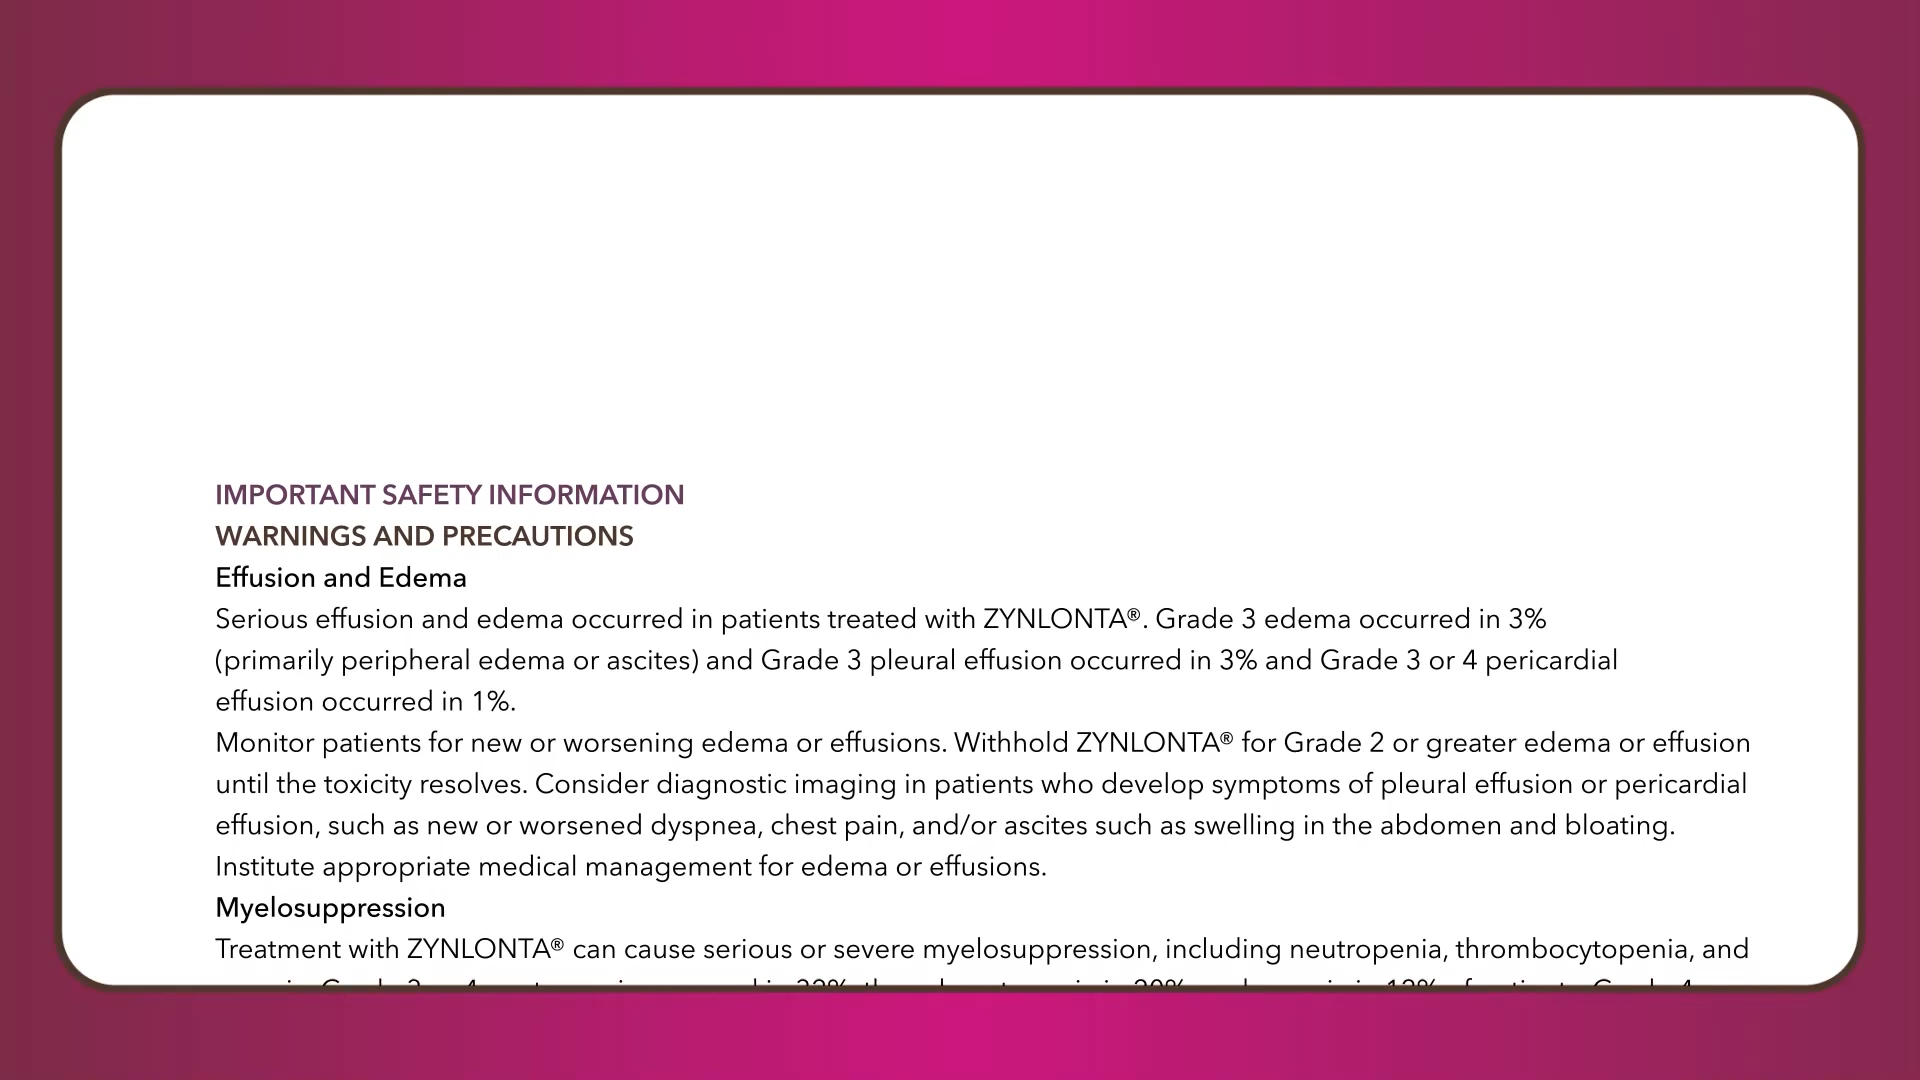 IMPORTANT SAFETY INFORMATION
WARNINGS AND PRECAUTIONS
Effusion and Edema
Serious effusion and edema occurred in patients treated with ZYNLONTA®. Grade 3 edema occurred in 3%
(primarily peripheral edema or ascites) and Grade 3 pleural effusion occurred in 3% and Grade 3 or 4 pericardial
effusion occurred in 1%.
Monitor patients for new or worsening edema or effusions. Withhold ZYNLONTA® for Grade 2 or greater edema or effusion
until the toxicity resolves. Consider diagnostic imaging in patients who develop symptoms of pleural effusion or pericardial
effusion, such as new or worsened dyspnea, chest pain, and/or ascites such as swelling in the abdomen and bloating.
Institute appropriate medical management for edema or effusions.
Myelosuppression
Treatment with ZYNLONTA® can cause serious or severe myelosuppression, including neutropenia, thrombocytopenia, and